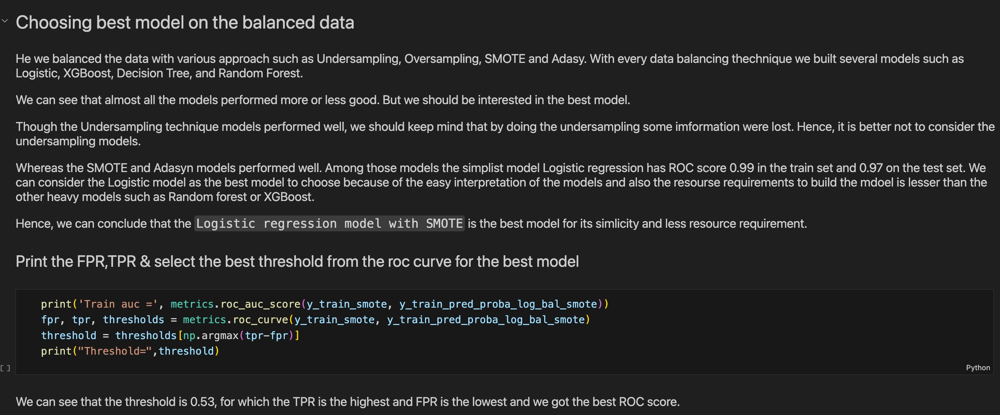 Choosing best model on the balanced data
He we balanced the data with various approach such as Undersampling, Oversampling, SMOTE and Adasy. With every data balancing thechnique we built several models such as
Logistic, XGBoost, Decision Tree, and Random Forest.
We can see that almost all the models performed more or less good. But we should be interested in the best model.
Though the Undersampling technique models performed well, we should keep mind that by doing the undersampling some imformation were lost. Hence, it is better not to consider the
undersampling models.
Whereas the SMOTE and Adasyn models performed well. Among those models the simplist model Logistic regression has ROC score 0.99 in the train set and 0.97 on the test set. We
can consider the Logistic model as the best model to choose because of the easy interpretation of the models and also the resourse requirements to build the mdoel is lesser than the
other heavy models such as Random forest or XGBoost.
Hence, we can conclude that the Logistic regression model with SMOTE is the best model for its simlicity and less resource requirement.
Print the FPR,TPR & select the best threshold from the roc curve for the best model
print('Train auc =', metrics.roc_auc_score(y_train_smote, y_train_pred_proba_log_bal_smote))
fpr, tpr, thresholds = metrics.roc_curve(y_train_smote, y_train_pred_proba_log_bal_smote)
threshold = thresholds[np.argmax(tpr-fpr)]
print("Threshold=",threshold)
[ ]
Python
We can see that the threshold is 0.53, for which the TPR is the highest and FPR is the lowest and we got the best ROC score.